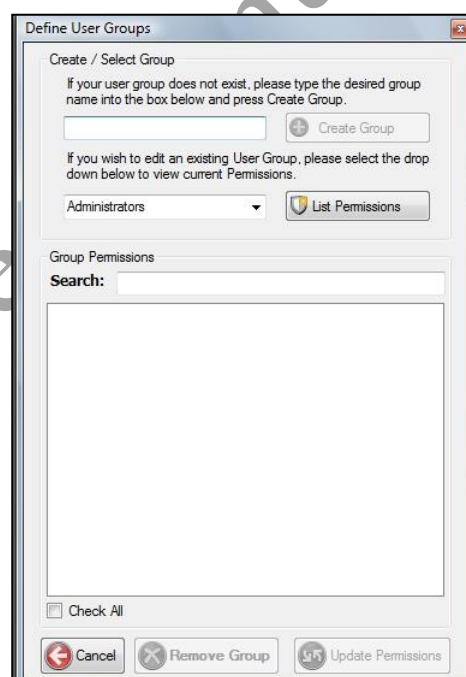 Define User Groups
Create / Select Group
If your user group does not exist, please type the desired group
name into the box below and press Create Group.
Create Group
If you wish to edit an existing User Group, please select the drop
down below to view current Permissions.
Administrators
List Permissions
Group Permissions
Search:
Check All
Cancel
Remove Group
Update Permissions